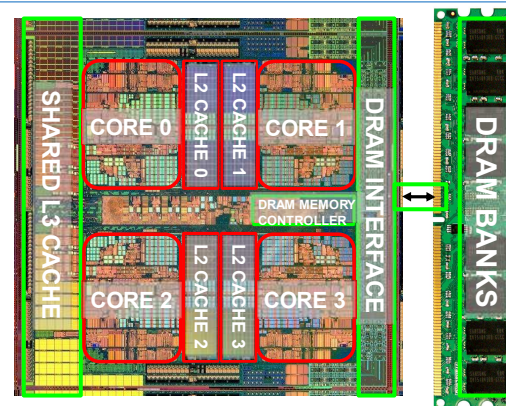 SHARED L3 CACHE
CORE 0
L2 CACHE 0
L2 CACHE 1
CORE 1
DRAM INTERFACE
DRAM BANKS
DRAM MEMORY
CONTROLLER
CORE 2
L2 CACHE 2
L2 CACHE 3
CORE 3